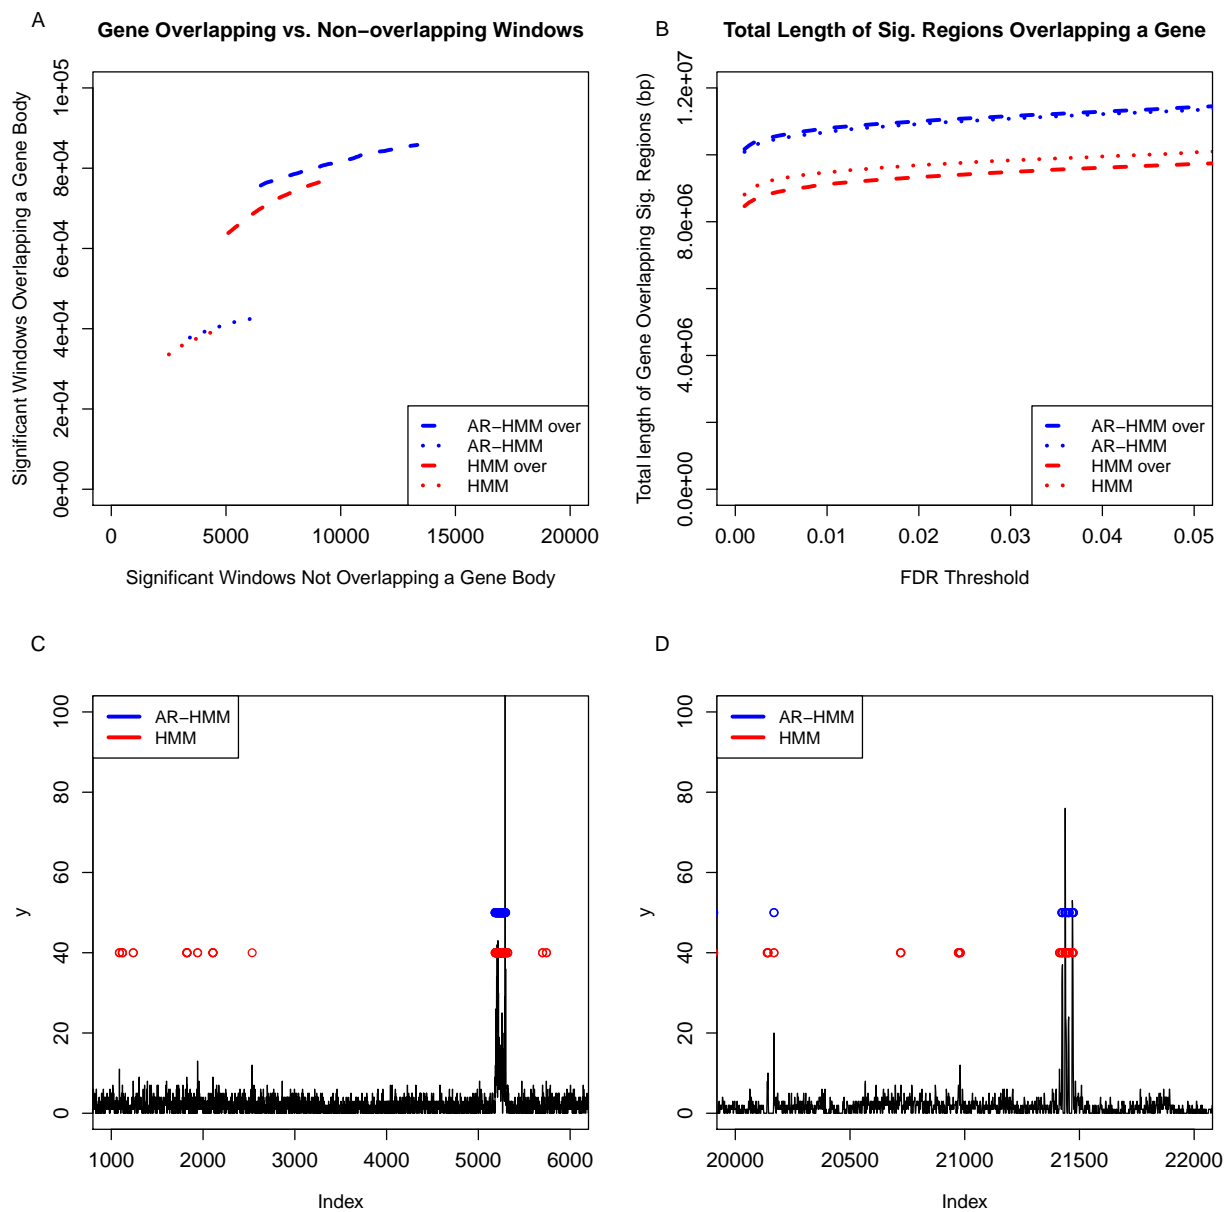 A
Gene Overlapping vs. Non−overlapping Windows
Significant Windows Overlapping a Gene Body
0e+00 2e+04 4e+04 6e+04 8e+04 1e+05
AR−HMM over
AR−HMM
HMM over
HMM
0 5000 10000 15000 20000
Significant Windows Not Overlapping a Gene Body
B
Total Length of Sig. Regions Overlapping a Gene
Total length of Gene Overlapping Sig. Regions (bp)
0.0e+00 4.0e+06 8.0e+06 1.2e+07
AR−HMM over
AR−HMM
HMM over
HMM
0.00 0.01 0.02 0.03 0.04 0.05
FDR Threshold
C
y
0 20 40 60 80 100
AR−HMM
HMM
1000 2000 3000 4000 5000 6000
Index
D
y
0 20 40 60 80 100
AR−HMM
HMM
20000 20500 21000 21500 22000
Index